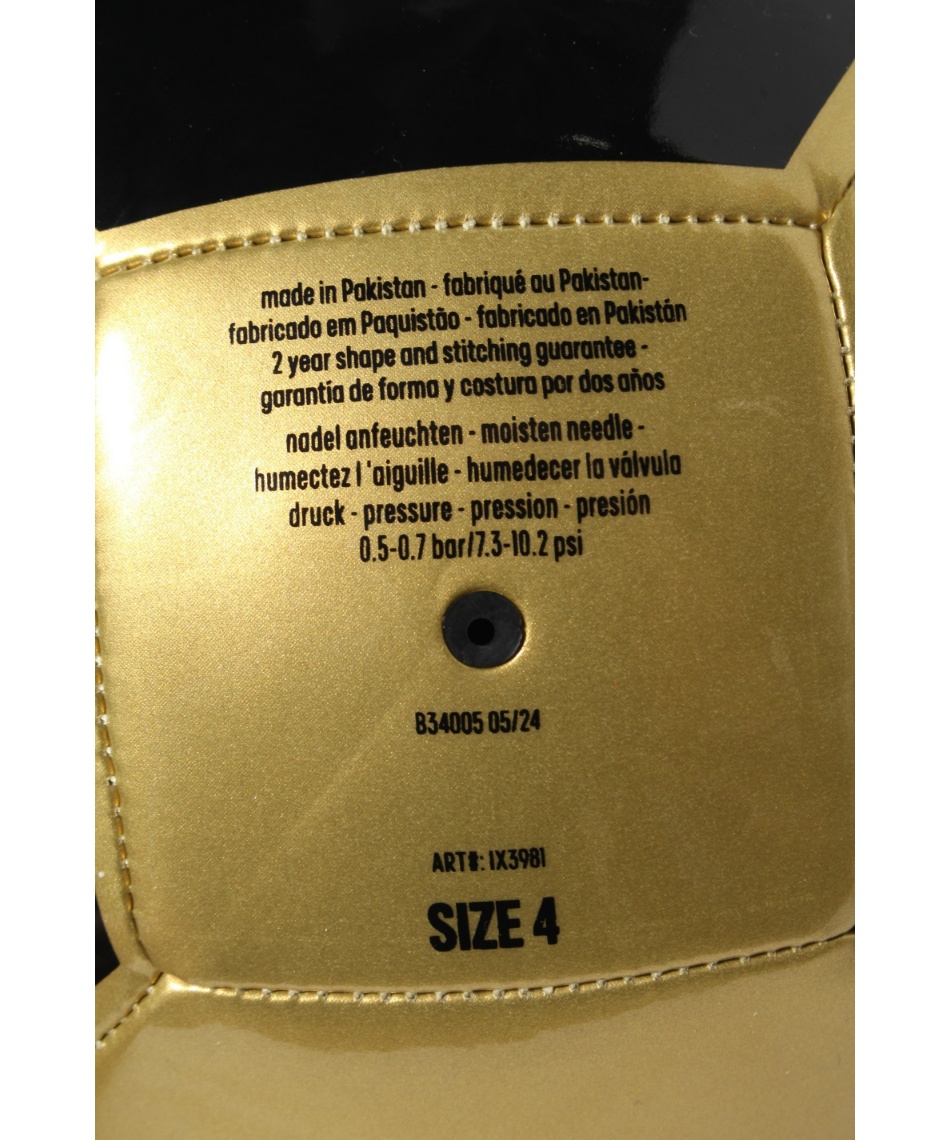 made in Pakistan - fabriqué au Pakistan-
fabricado em Paquistão - fabricado en Pakistán
2 year shape and stitching guarantee -
garantía de forma y costura por dos años
nadel anfeuchten - moisten needle -
humectez l'aiguille - humedecer la válvula
druck - pressure - pression - presión
0.5-0.7 bar/7.3-10.2 psi
B34005 05/24
ART#: IX3981
SIZE 4